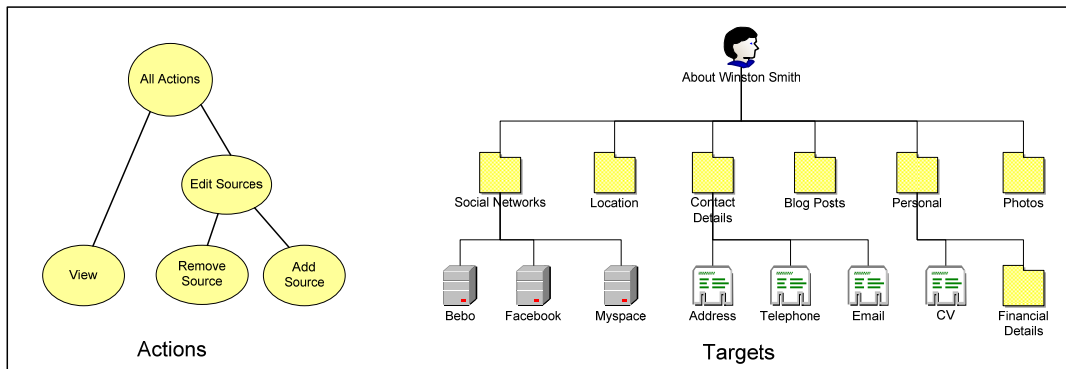 All Actions
Edit Sources
View
Remove
Source
Add
Source
Actions
About Winston Smith
Social Networks
Location
Contact
Details
Blog Posts
Personal
Photos
Bebo
Facebook
Myspace
Address
Telephone
Email
CV
Financial
Details
Targets